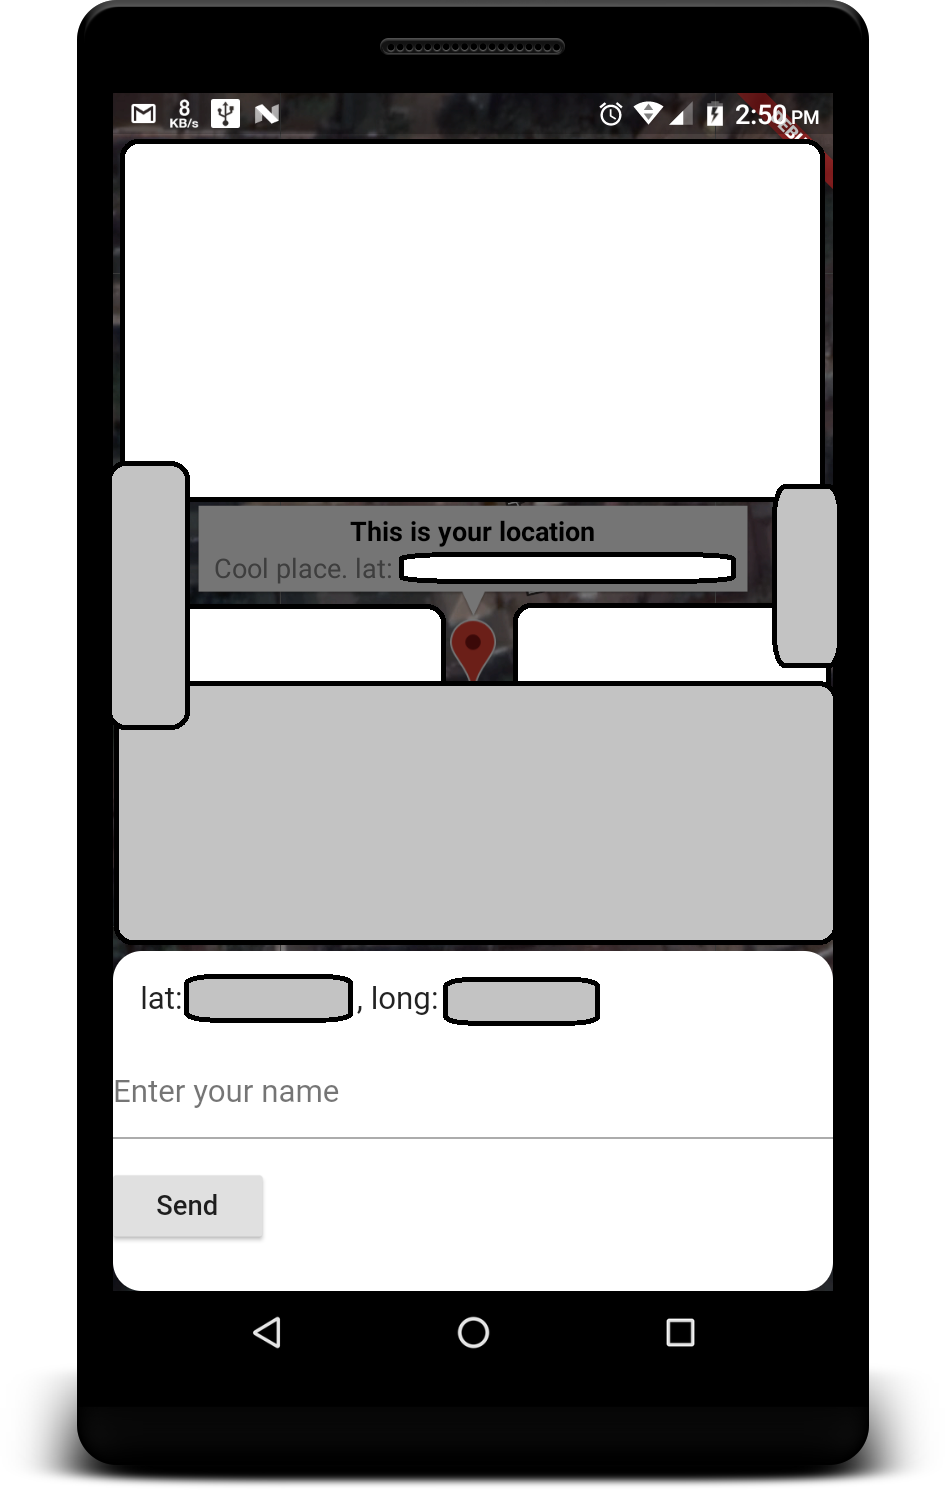 8
KB/s
2:50 PM
This is your location
Cool place. lat:
lat: , long:
Enter your name
Send